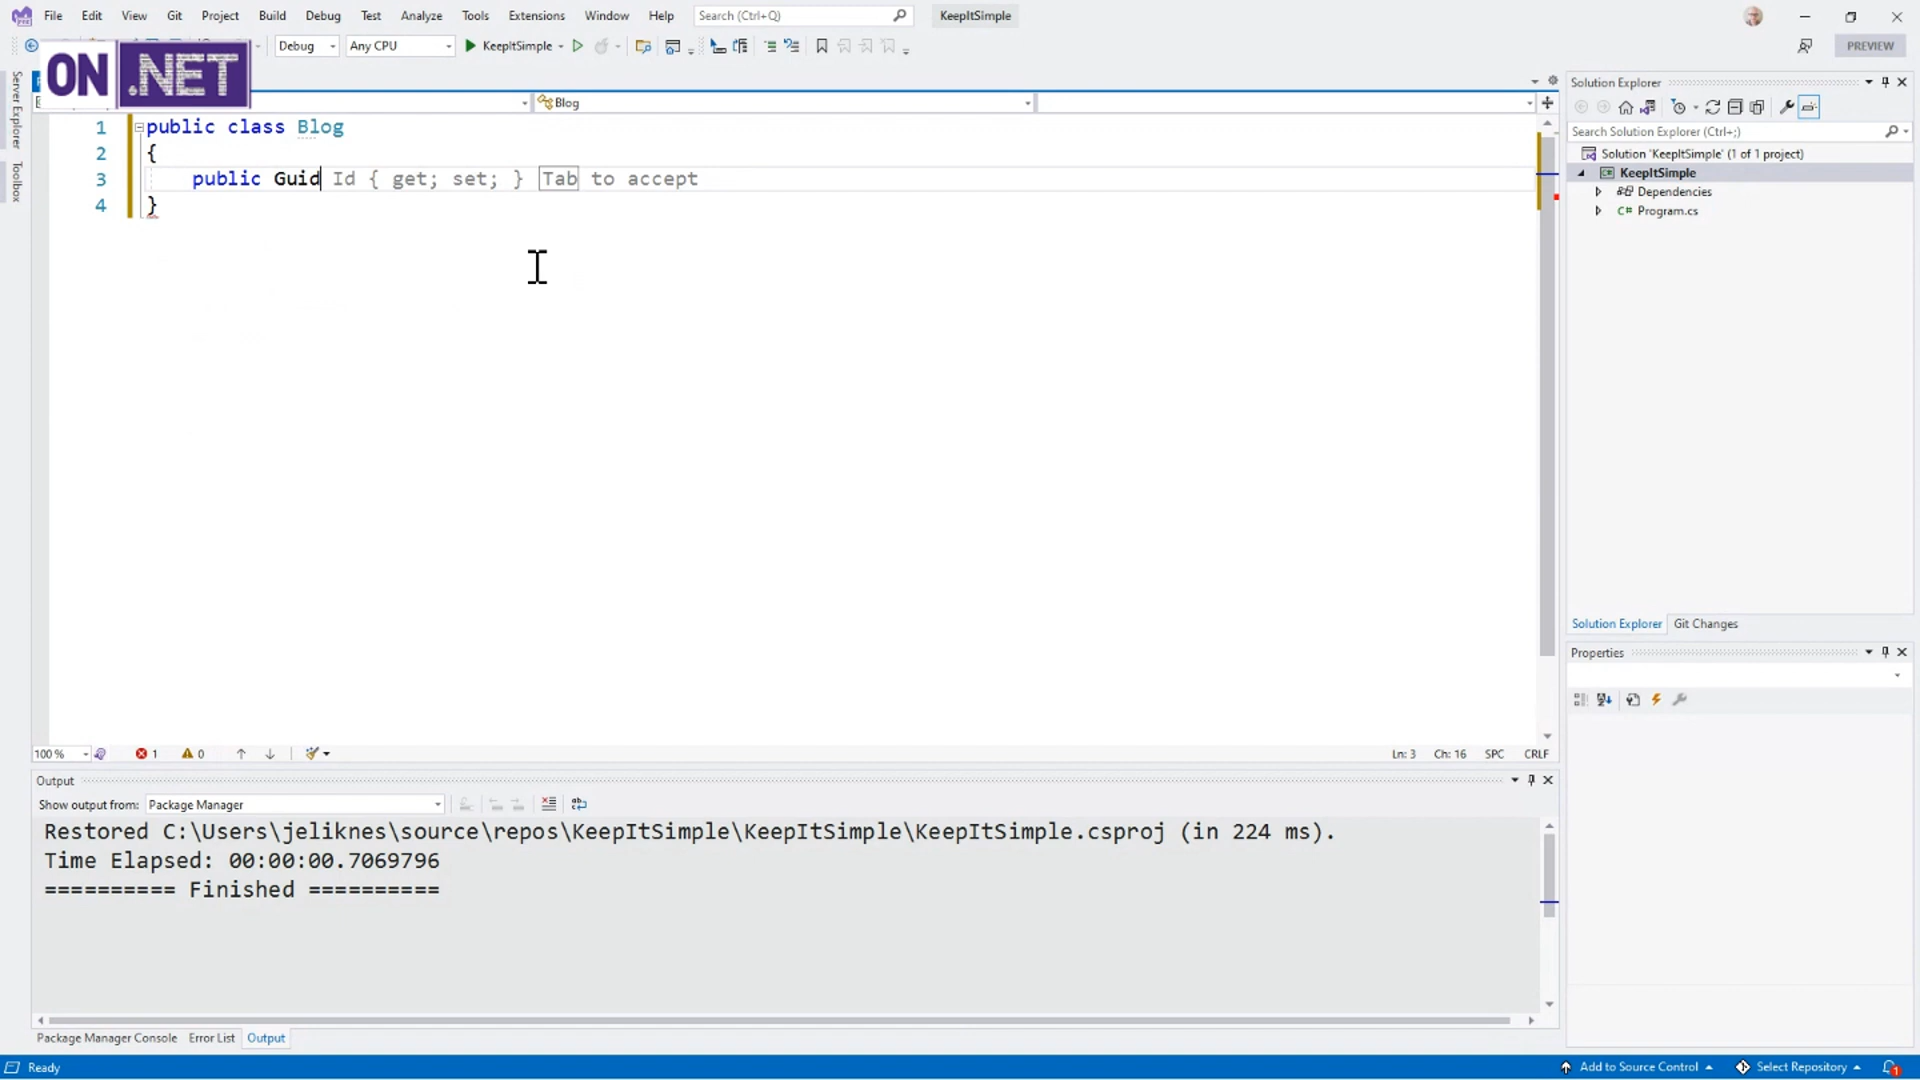 File Edit View Git Project Build Debug Test Analyze Tools Extensions Window Help Search (Ctrl+Q) KeepItSimple
Debug Any CPU KeepItSimple PREVIEW
ON .NET
Server Explorer
Toolbox
Blog
1 public class Blog
2 {
3 public Guid Id { get; set; } Tab to accept
4 }
Solution Explorer
Search Solution Explorer (Ctrl+;)
Solution 'KeepItSimple' (1 of 1 project)
KeepItSimple
Dependencies
C# Program.cs
Solution Explorer Git Changes
Properties
100 % 1 0 Ln: 3 Ch: 16 SPC CRLF
Output
Show output from: Package Manager
Restored C:\Users\jeliknes\source\repos\KeepItSimple\KeepItSimple\KeepItSimple.csproj (in 224 ms).
Time Elapsed: 00:00:00.7069796
========== Finished ==========
Package Manager Console Error List Output
Ready Add to Source Control Select Repository 1